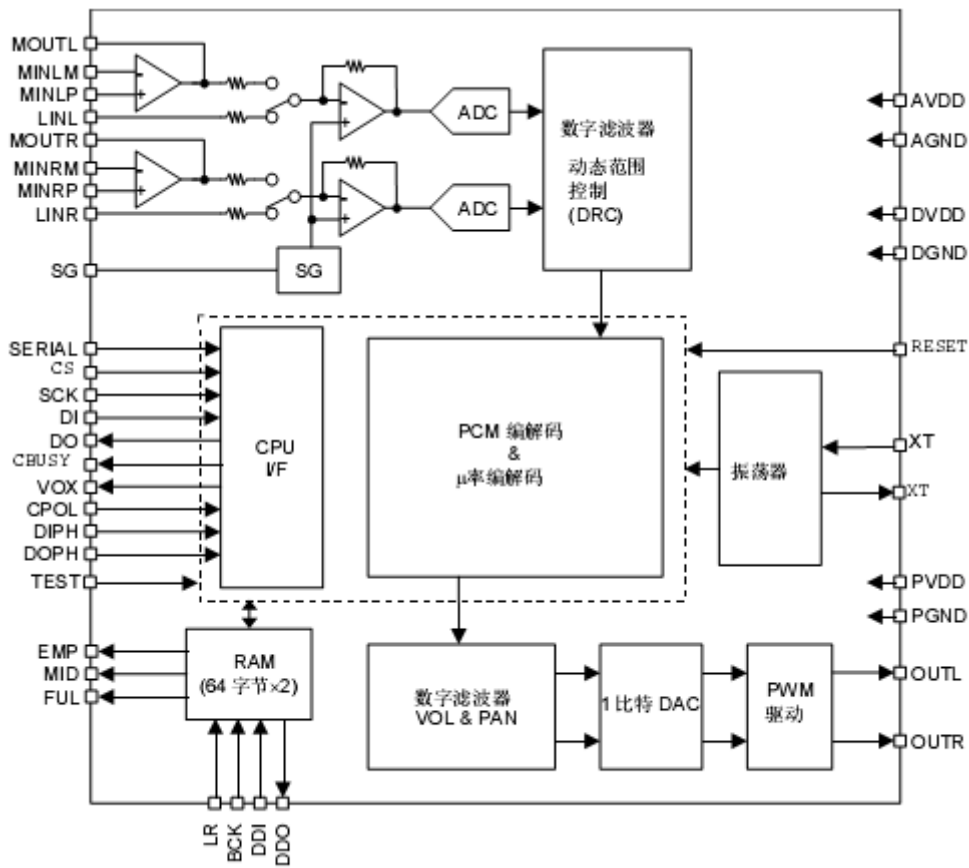 MOUTL
MINLM
MINLP
LINL
MOUTR
MINRM
MINRP
LINR
SG
SERIAL
CS
SCK
DI
DO
CBUSY
VOX
CPOL
DIPH
DOPH
TEST
EMP
MID
FUL
-
+
-
+
-
+
-
+
ADC
ADC
SG
数字滤波器
动态范围
控制
(DRC)
CPU
I/F
PCM 编解码
&
μ率编解码
振荡器
RAM
(64 字节×2)
数字滤波器
VOL & PAN
1比特 DAC
PWM
驱动
AVDD
AGND
DVDD
DGND
RESET
XT
XT
PVDD
PGND
OUTL
OUTR
LR
BCK
DDI
DDO